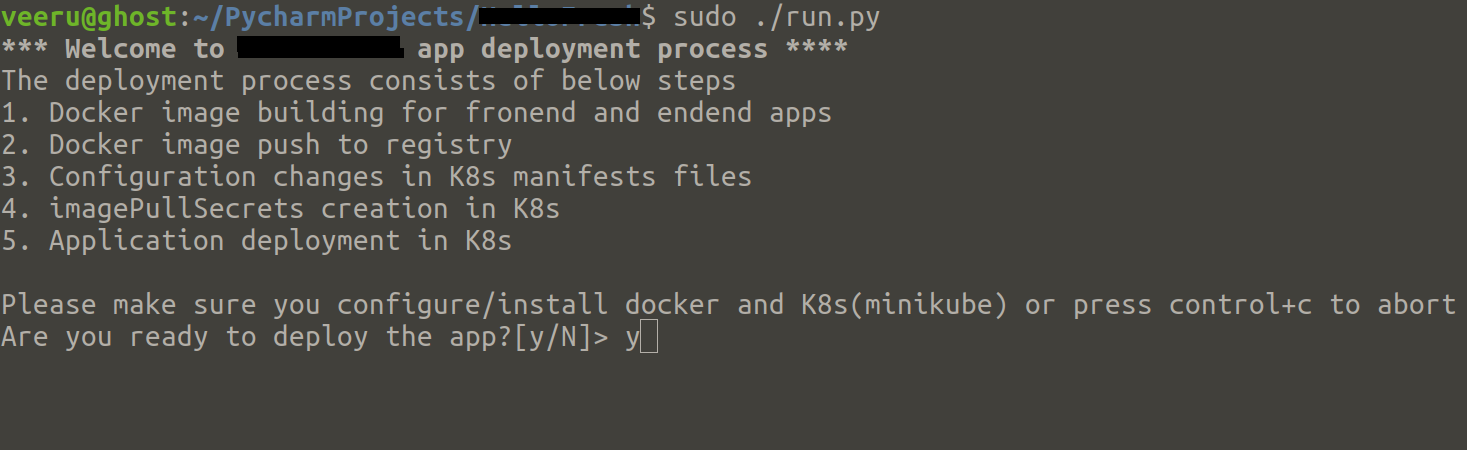 veeru@ghost:~/PycharmProjects/$ sudo ./run.py
*** Welcome to app deployment process ****
The deployment process consists of below steps
1. Docker image building for fronend and endend apps
2. Docker image push to registry
3. Configuration changes in K8s manifests files
4. imagePullSecrets creation in K8s
5. Application deployment in K8s
Please make sure you configure/install docker and K8s(minikube) or press control+c to abort
Are you ready to deploy the app?[y/N]> y